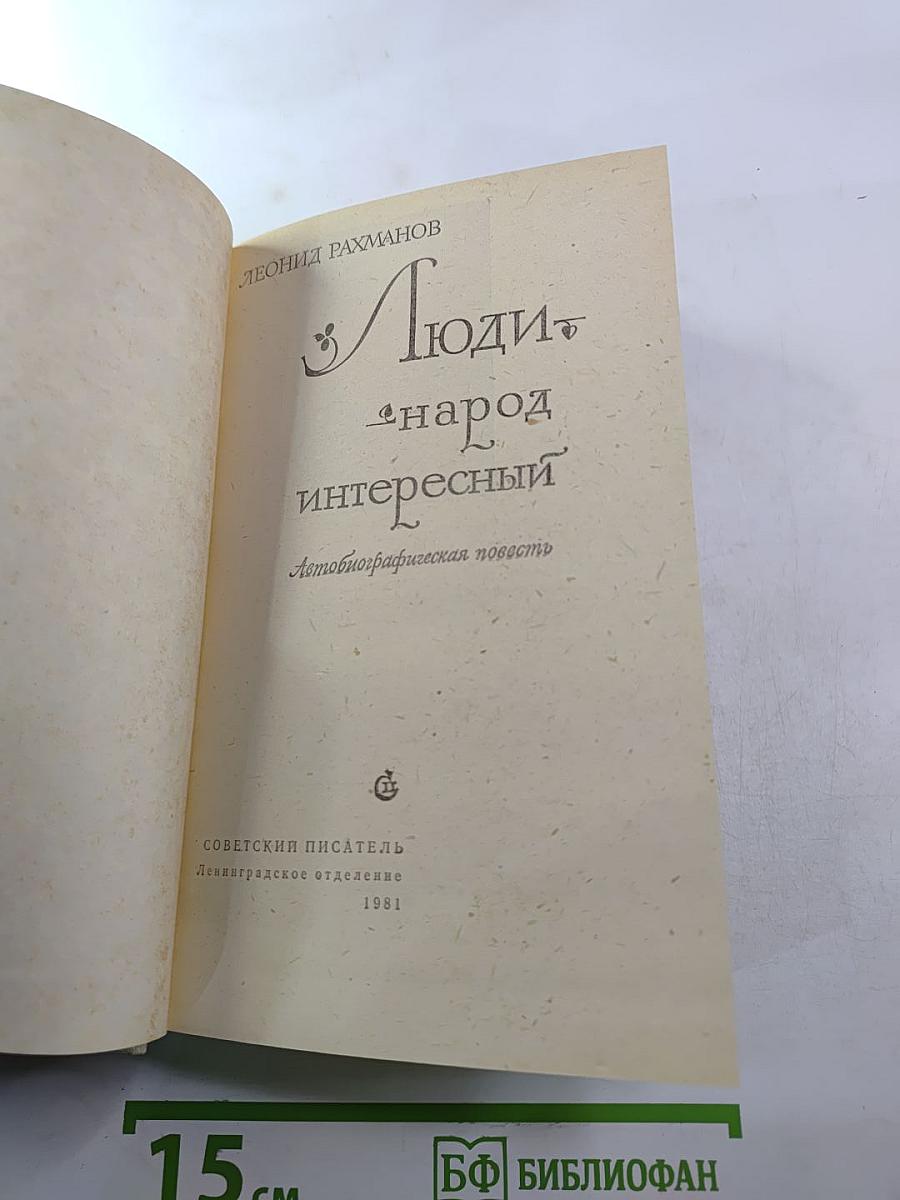 ЛЕОНИД РАХМАНОВ
Люди-
народ
интересный
Автобиографическая повесть
СОВЕТСКИЙ ПИСАТЕЛЬ
Ленинградское отделение
1981
15 см
БФ БИБЛИОФАН